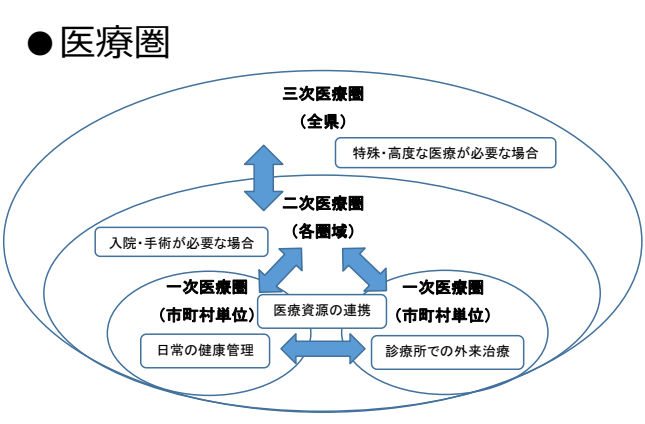 ●医療圏
三次医療圏
（全県）
特殊・高度な医療が必要な場合
二次医療圏
（各圏域）
入院・手術が必要な場合
一次医療圏
（市町村単位）
医療資源の連携
一次医療圏
（市町村単位）
日常の健康管理
診療所での外来治療